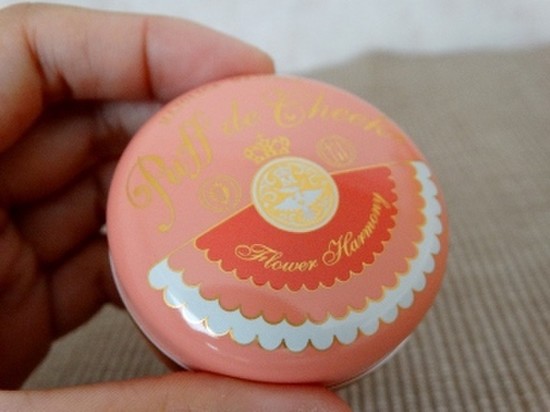 Puff de Cheek
Flower Harmony